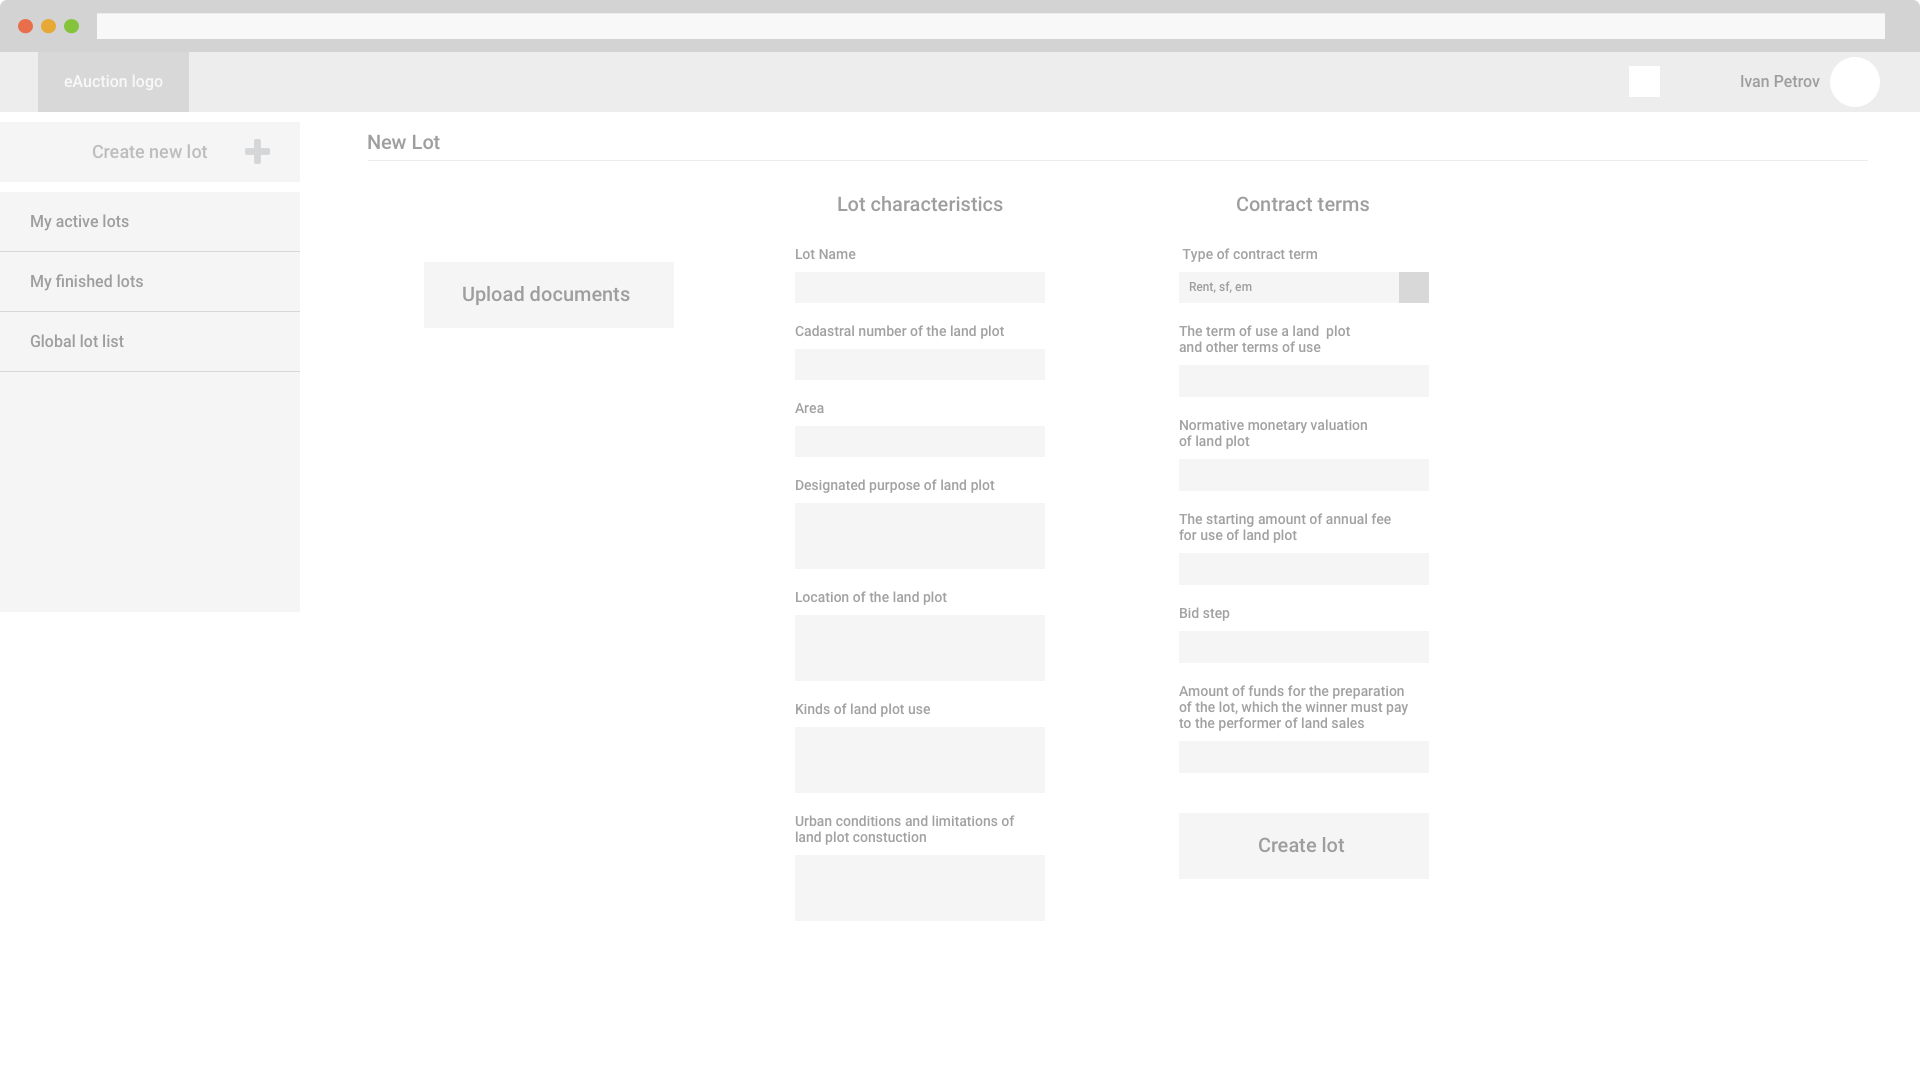 eAuction logo
Ivan Petrov
Create new lot
My active lots
My finished lots
Global lot list
New Lot
Upload documents
Lot characteristics
Lot Name
Cadastral number of the land plot
Area
Designated purpose of land plot
Location of the land plot
Kinds of land plot use
Urban conditions and limitations of
land plot constuction
Contract terms
Type of contract term
Rent, sf, em
The term of use a land  plot
and other terms of use
Normative monetary valuation
of land plot
The starting amount of annual fee
for use of land plot
Bid step
Amount of funds for the preparation
of the lot, which the winner must pay
to the performer of land sales
Create lot